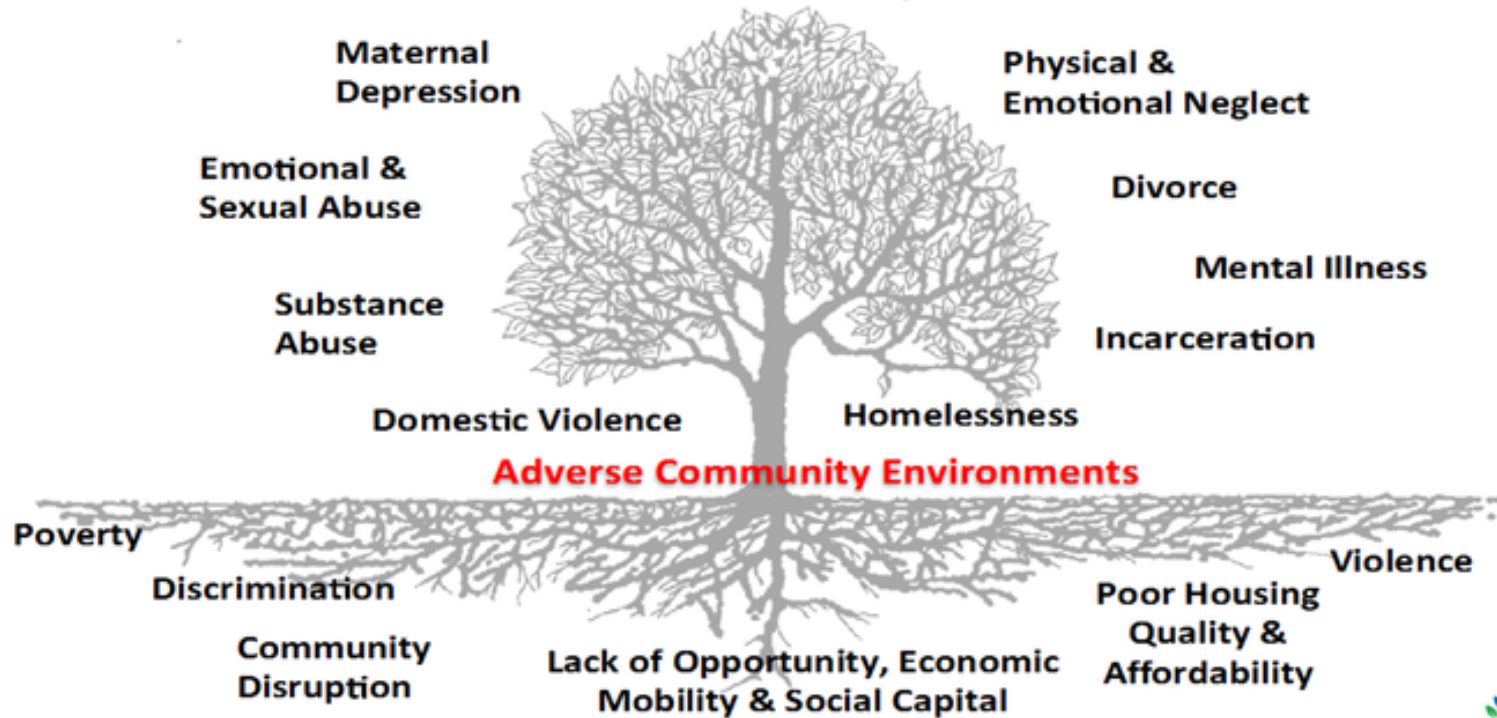 Maternal
Depression
Physical &
Emotional Neglect
Emotional &
Sexual Abuse
Divorce
Mental Illness
Substance
Abuse
Incarceration
Domestic Violence
Homelessness
Adverse Community Environments
Poverty
Violence
Discrimination
Poor Housing
Quality &
Affordability
Community
Disruption
Lack of Opportunity, Economic
Mobility & Social Capital